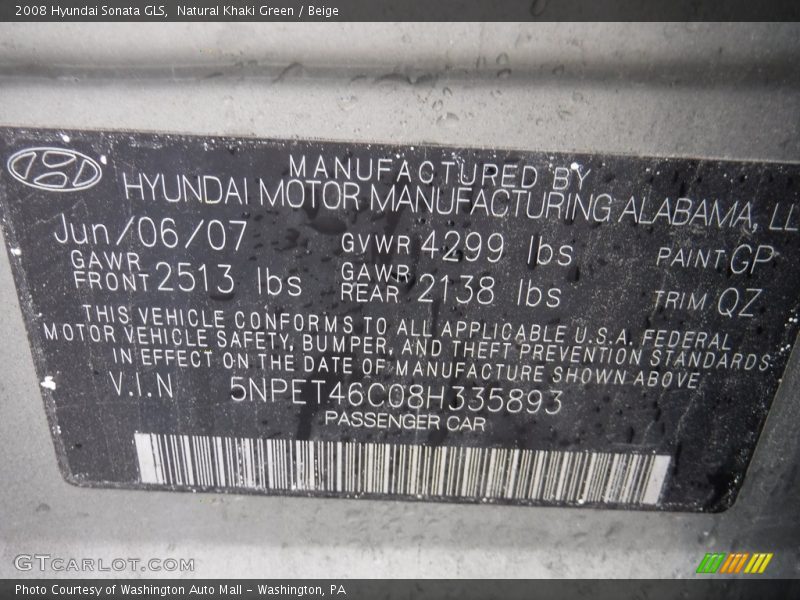 2008 Hyundai Sonata GLS, Natural Khaki Green / Beige
MANUFACTURED BY
HYUNDAI MOTOR MANUFACTURING ALABAMA, LL
Jun/06/07 GVWR 4299 lbs PAINT GP
GAWR FRONT 2513 lbs GAWR REAR 2138 lbs TRIM QZ
THIS VEHICLE CONFORMS TO ALL APPLICABLE U.S.A. FEDERAL
MOTOR VEHICLE SAFETY, BUMPER, AND THEFT PREVENTION STANDARDS
IN EFFECT ON THE DATE OF MANUFACTURE SHOWN ABOVE
V.I.N 5NPET46C08H335893
PASSENGER CAR
GTCARLOT.COM
Photo Courtesy of Washington Auto Mall - Washington, PA